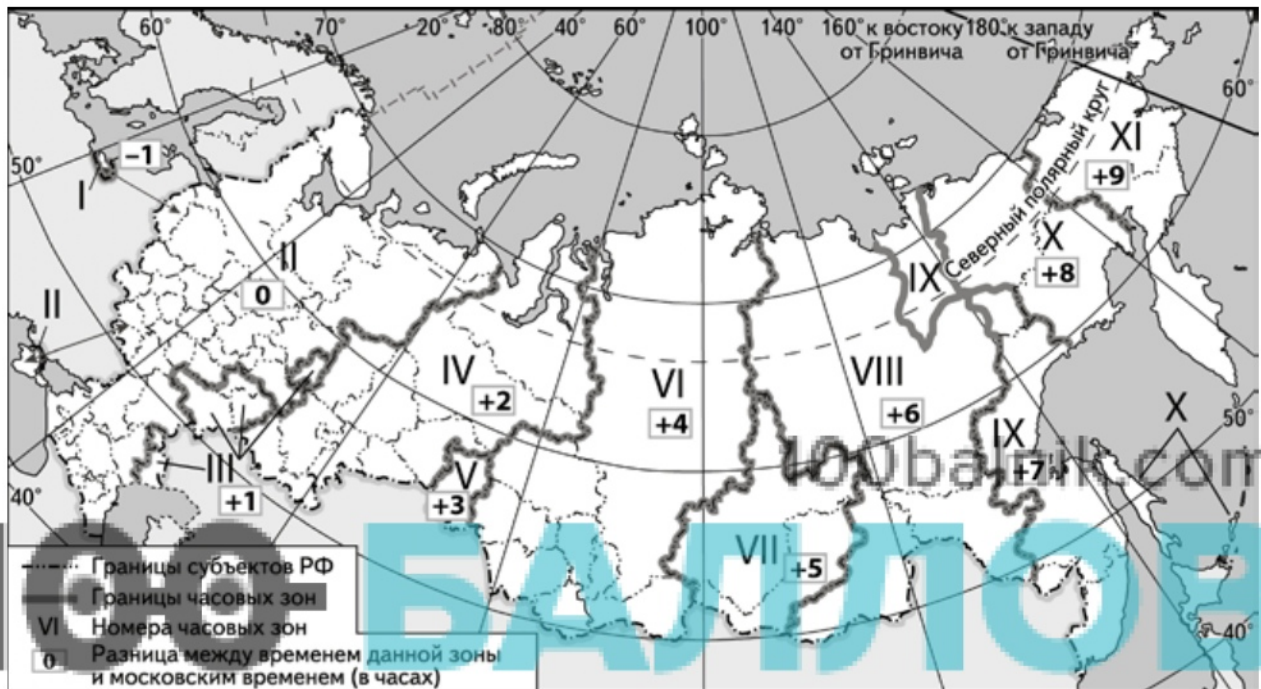 60° 70° 20° 40° 60° 100° 140° 160° к востоку 180° к западу
от Гринвича от Гринвича
60°
50°
–1
I
Северный полярный круг
XI
+9
II
0
IX
X
+8
II
IV
+2
VI
+4
VIII
+6
X
50°
IX
+7
100balnik.com
III
+1
V
+3
40°
VII
+5
СТО БАЛЛОВ
Границы субъектов РФ
Границы часовых зон
VI Номера часовых зон
0 Разница между временем данной зоны
и московским временем (в часах)
40°